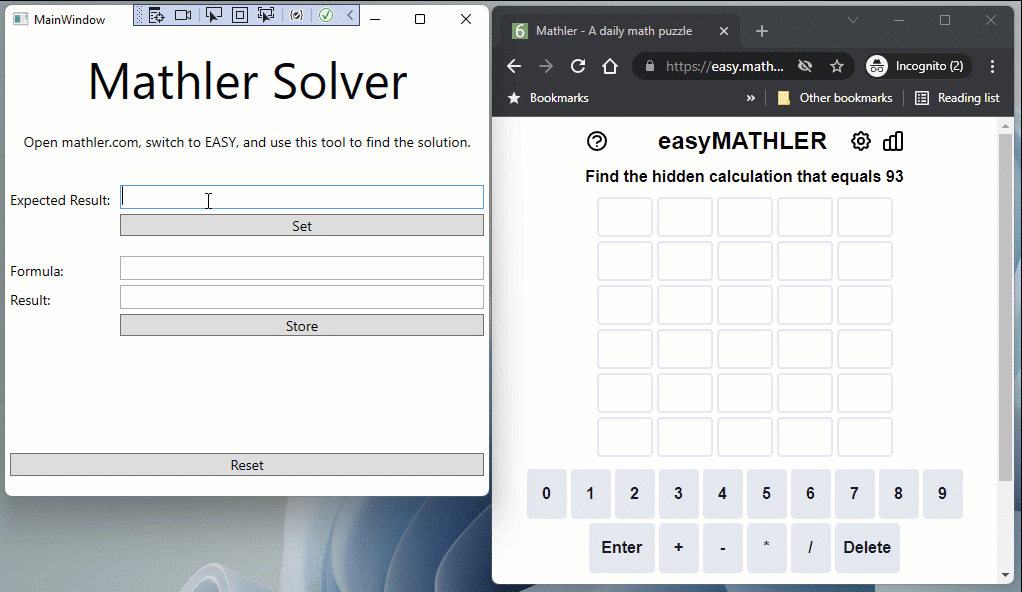 MainWindow
Mathler Solver
Open mathler.com, switch to EASY, and use this tool to find the solution.
Expected Result:
Set
Formula:
Result:
Store
Reset
6 Mathler - A daily math puzzle
https://easy.math...
Incognito (2)
Bookmarks
» Other bookmarks
Reading list
easyMATHLER
Find the hidden calculation that equals 93
0 1 2 3 4 5 6 7 8 9
Enter + - * / Delete